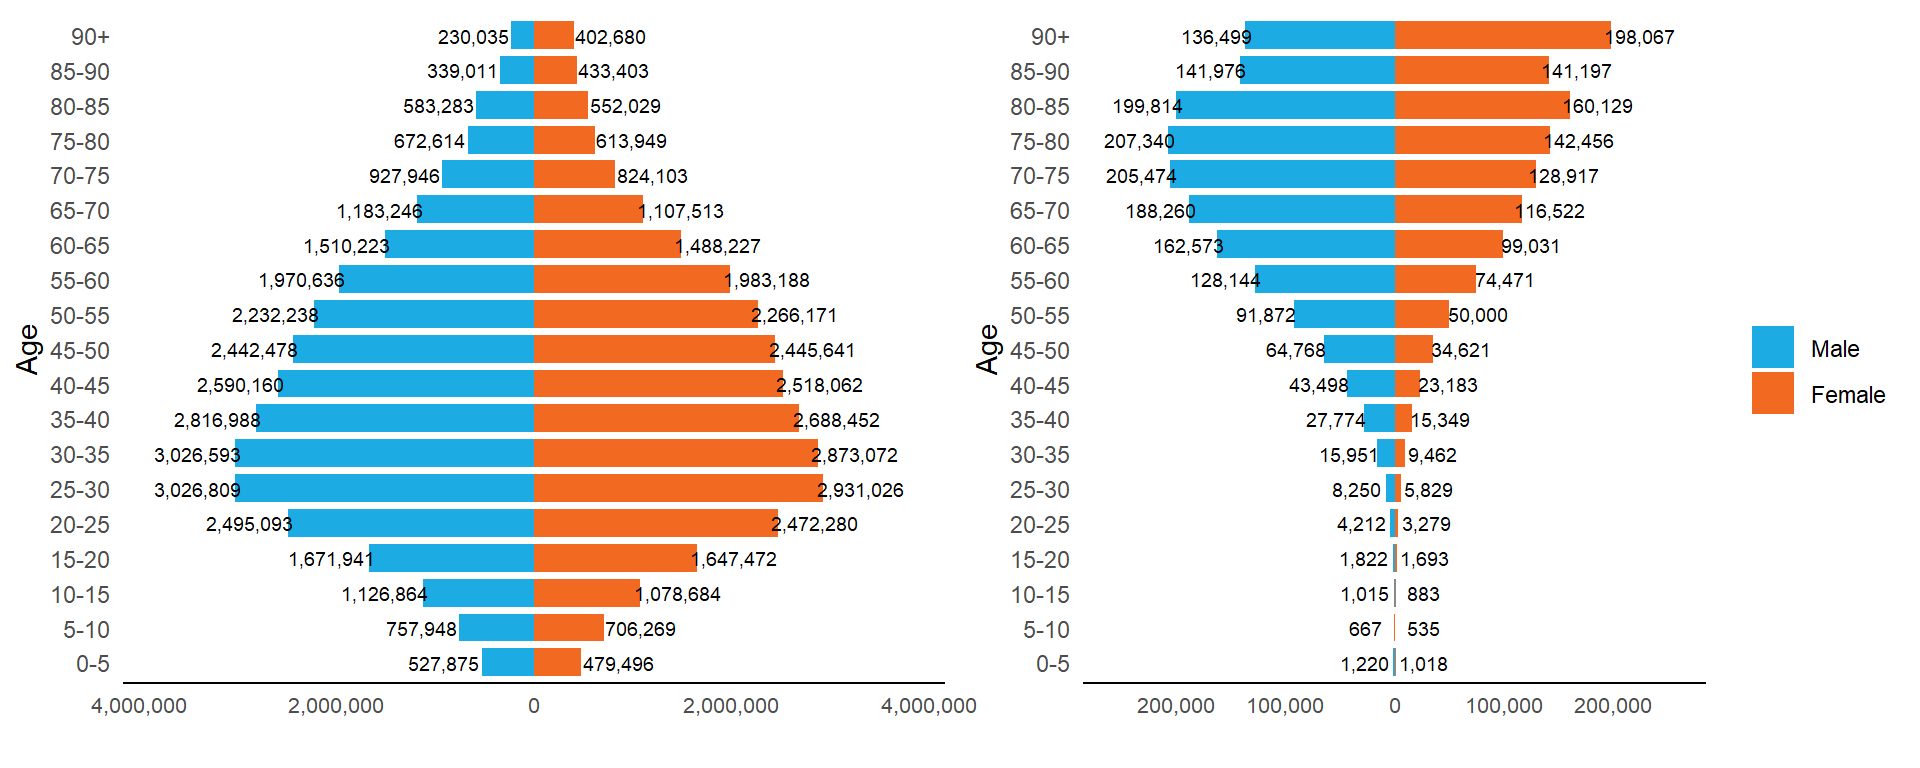 Age
90+ 230,035 402,680
85-90 339,011 433,403
80-85 583,283 552,029
75-80 672,614 613,949
70-75 927,946 824,103
65-70 1,183,246 1,107,513
60-65 1,510,223 1,488,227
55-60 1,970,636 1,983,188
50-55 2,232,238 2,266,171
45-50 2,442,478 2,445,641
40-45 2,590,160 2,518,062
35-40 2,816,988 2,688,452
30-35 3,026,593 2,873,072
25-30 3,026,809 2,931,026
20-25 2,495,093 2,472,280
15-20 1,671,941 1,647,472
10-15 1,126,864 1,078,684
5-10 757,948 706,269
0-5 527,875 479,496
4,000,000 2,000,000 0 2,000,000 4,000,000
Age
90+ 136,499 198,067
85-90 141,976 141,197
80-85 199,814 160,129
75-80 207,340 142,456
70-75 205,474 128,917
65-70 188,260 116,522
60-65 162,573 99,031
55-60 128,144 74,471
50-55 91,872 50,000
45-50 64,768 34,621
40-45 43,498 23,183
35-40 27,774 15,349
30-35 15,951 9,462
25-30 8,250 5,829
20-25 4,212 3,279
15-20 1,822 1,693
10-15 1,015 883
5-10 667 535
0-5 1,220 1,018
200,000 100,000 0 100,000 200,000
Male
Female